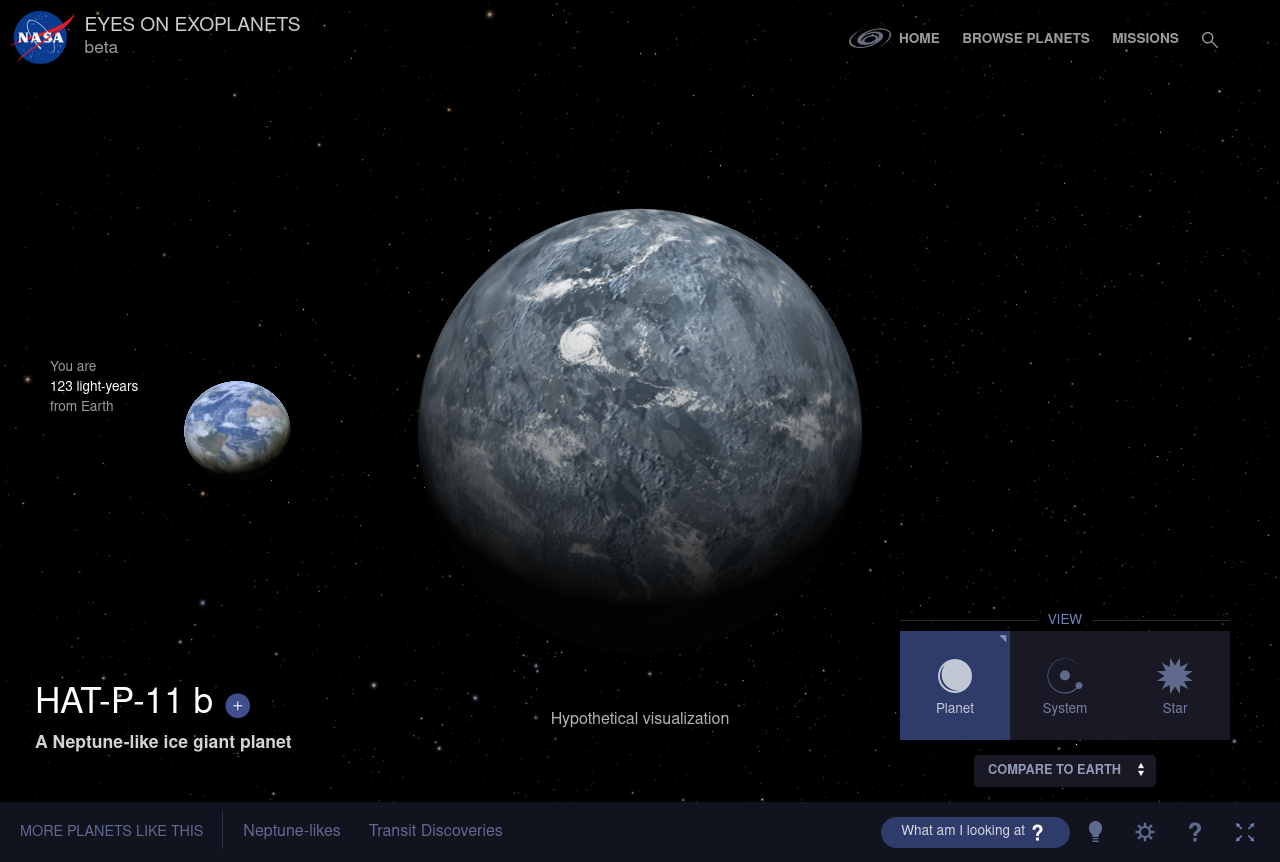 NASA
EYES ON EXOPLANETS
beta
HOME
BROWSE PLANETS
MISSIONS
You are
123 light-years
from Earth
HAT-P-11 b +
A Neptune-like ice giant planet
Hypothetical visualization
VIEW
Planet
System
Star
COMPARE TO EARTH
MORE PLANETS LIKE THIS
Neptune-likes
Transit Discoveries
What am I looking at ?
?